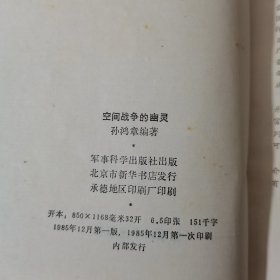 空间战争的幽灵
孙鸿章编著
军事科学出版社出版
北京市新华书店发行
承德地区印刷厂印刷
开本:850×1168毫米32开 6.5印张 151千字
1985年12月第一版,1985年12月第一次印刷
内部发行